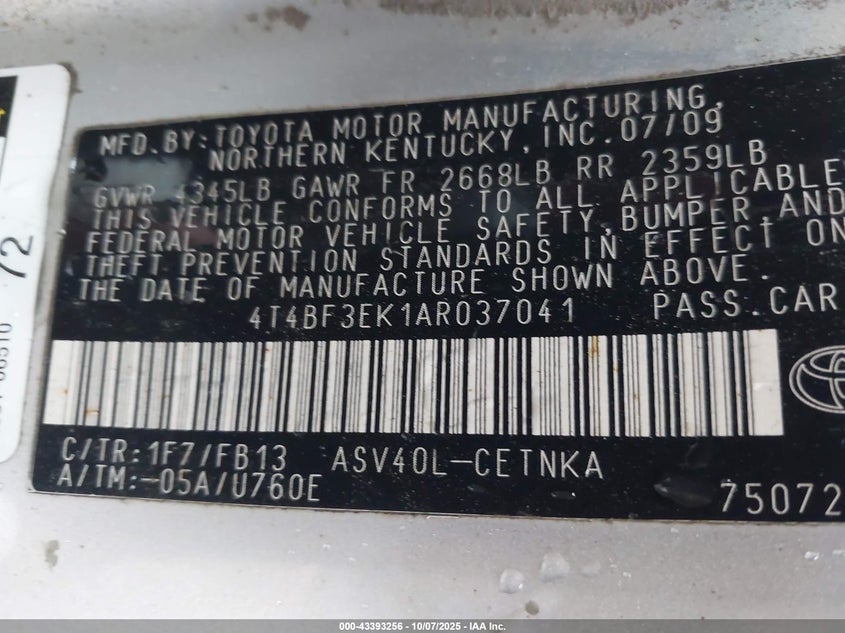 MFD. BY: TOYOTA MOTOR MANUFACTURING,
NORTHERN KENTUCKY, INC. 07/09
GVWR 4345LB GAWR FR 2668LB RR 2359LB
THIS VEHICLE CONFORMS TO ALL APPLICABLE
FEDERAL MOTOR VEHICLE SAFETY, BUMPER, AND
THEFT PREVENTION STANDARDS IN EFFECT ON
THE DATE OF MANUFACTURE SHOWN ABOVE.
4T4BF3EK1AR037041 PASS. CAR
C/TR: 1F7/FB13 ASV40L-CETNKA
A/TM: -05A/U760E
75072
72
000-43393256 | 10/07/2025 - IAA Inc.